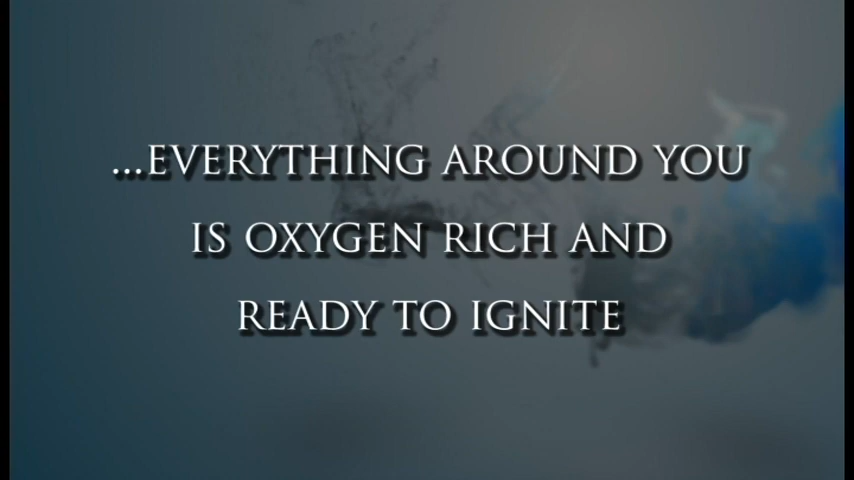 ...EVERYTHING AROUND YOU
IS OXYGEN RICH AND
READY TO IGNITE